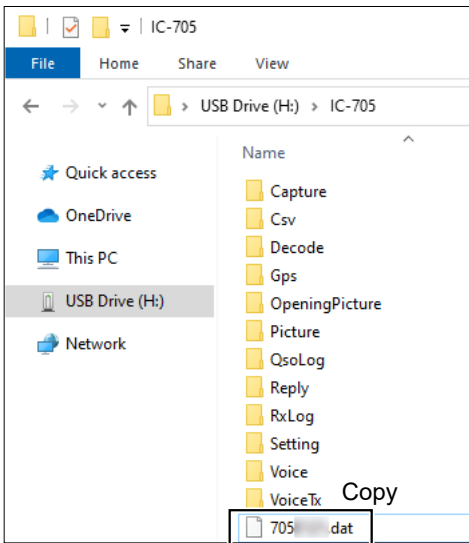 IC-705
File Home Share View
USB Drive (H:) > IC-705
Name
Quick access
OneDrive
This PC
USB Drive (H:)
Network
Capture
Csv
Decode
Gps
OpeningPicture
Picture
QsoLog
Reply
RxLog
Setting
Voice
VoiceTx
Copy
705 .dat